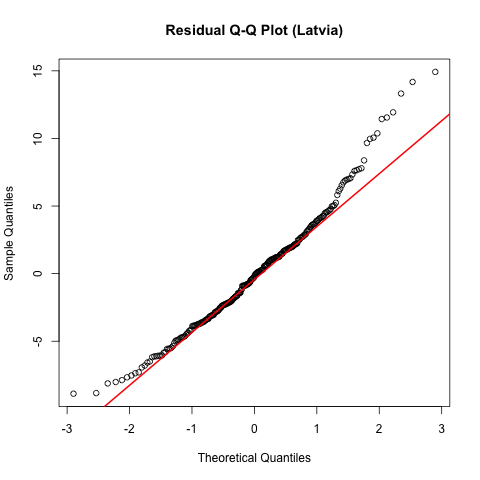 Residual Q-Q Plot (Latvia)
15
10
5
0
-5
Sample Quantiles
-3 -2 -1 0 1 2 3
Theoretical Quantiles